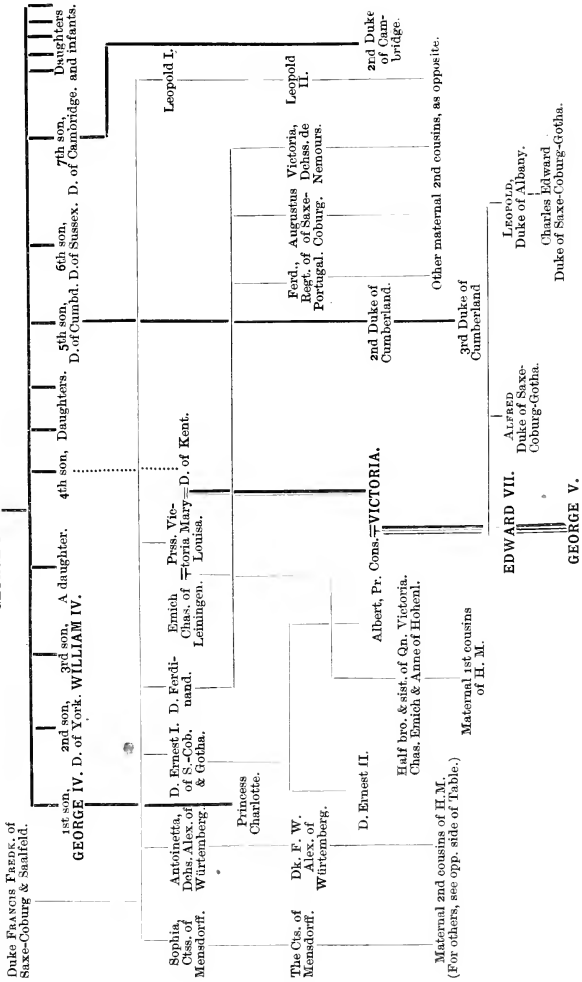 Duke FRANCIS FREDK. of
Saxe-Coburg & Saalfeld.
1st son,
GEORGE IV.
2nd son,
D. of York.
3rd son,
WILLIAM IV.
A daughter.
4th son,
Daughters.
5th son,
D. of Cumbd.
6th son,
D. of Sussex.
7th son,
D. of Cambridge.
Daughters
and infants.
Sophia,
Ctss. of
Mensdorff.
Antoinetta,
Dchs. Alex. of
Würtemberg.
D. Ernest I.
of S.-Cob.
& Gotha.
D. Ferdi-
nand.
Emich
Chas. of
Leiningen.
Prss. Vic-
toria Mary
Louisa.
= D. of Kent.
Leopold I.
Princess
Charlotte.
The Cts. of
Mensdorff.
Dk. F. W.
Alex. of
Würtemberg.
Ferd.,
Regt. of
Portugal.
Augustus
of Saxe-
Coburg.
Victoria,
Dchss. de
Nemours.
Leopold
II.
D. Ernest II.
Albert, Pr. Cons. = VICTORIA.
2nd Duke of
Cumberland.
2nd Duke
of Cam-
bridge.
Half bro. & sist. of Qn. Victoria.
Chas. Emich & Anne of Hohenl.
Other maternal 2nd cousins, as opposite.
Maternal 2nd cousins of H.M.
(For others, see opp. side of Table.)
Maternal 1st cousins
of H. M.
3rd Duke of
Cumberland
EDWARD VII.
ALFRED
Duke of Saxe-
Coburg-Gotha.
LEOPOLD,
Duke of Albany.
Charles Edward
Duke of Saxe-Coburg-Gotha.
GEORGE V.